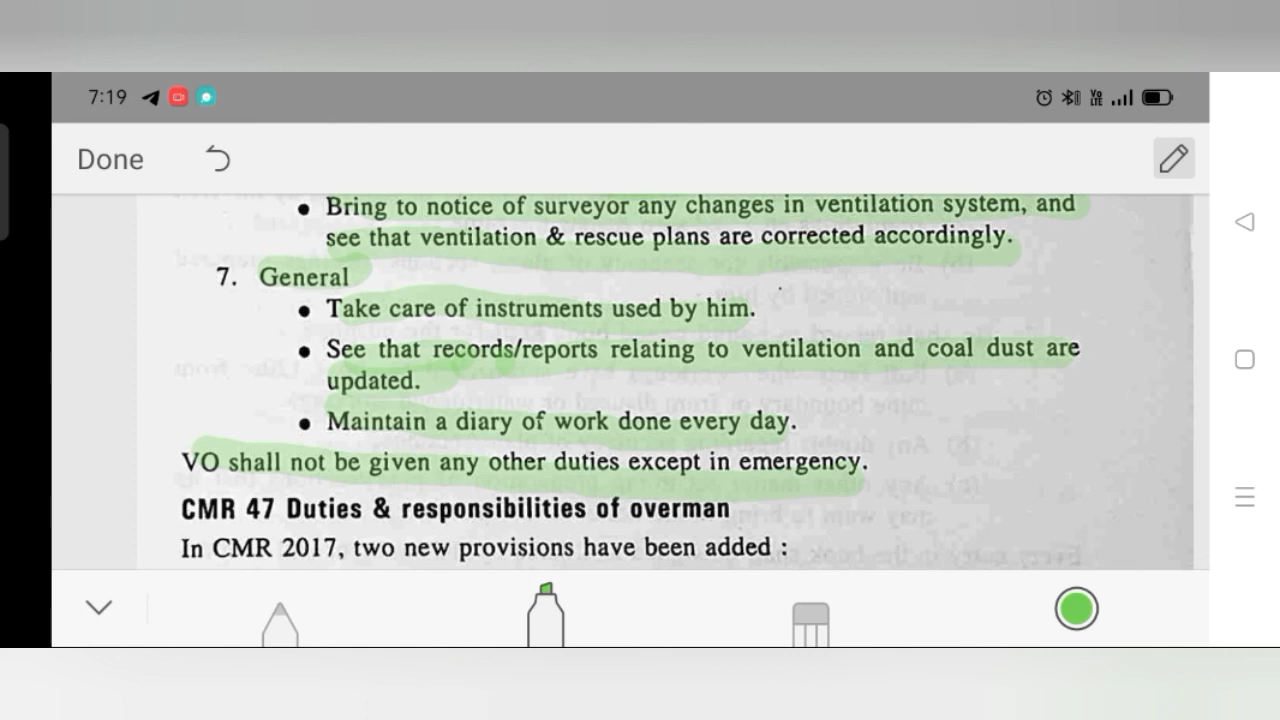 7:19
VO
LTE
Done
• Bring to notice of surveyor any changes in ventilation system, and
see that ventilation & rescue plans are corrected accordingly.
7. General
• Take care of instruments used by him.
• See that records/reports relating to ventilation and coal dust are
updated.
• Maintain a diary of work done every day.
VO shall not be given any other duties except in emergency.
CMR 47 Duties & responsibilities of overman
In CMR 2017, two new provisions have been added :